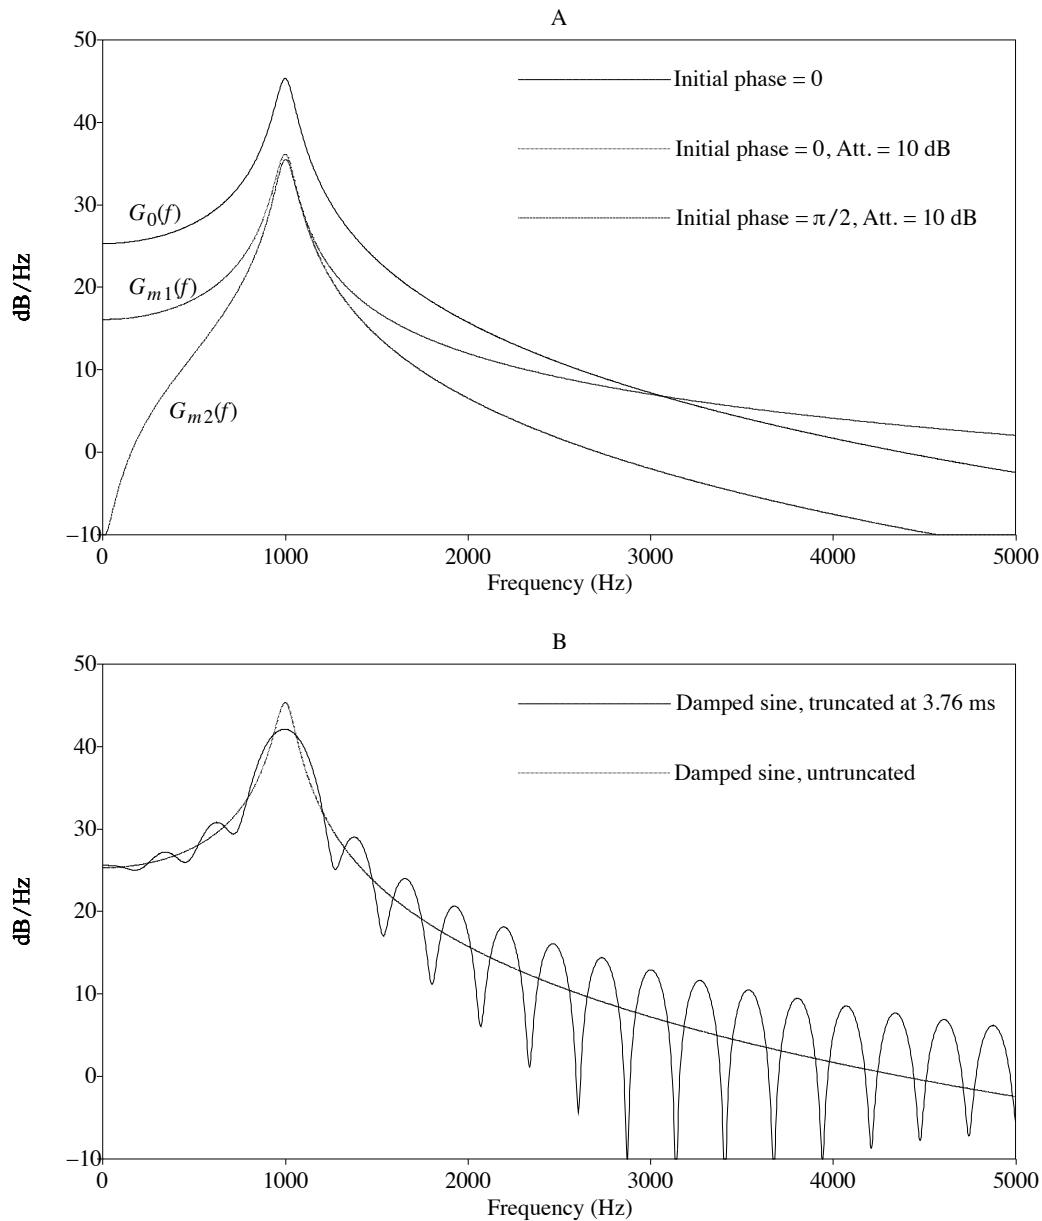 A
50
40
30
20
10
0
−10
dB/Hz
Initial phase = 0
Initial phase = 0, Att. = 10 dB
Initial phase = π/2, Att. = 10 dB
G0(f)
Gm1(f)
Gm2(f)
0 1000 2000 3000 4000 5000
Frequency (Hz)
B
50
40
30
20
10
0
−10
dB/Hz
Damped sine, truncated at 3.76 ms
Damped sine, untruncated
0 1000 2000 3000 4000 5000
Frequency (Hz)